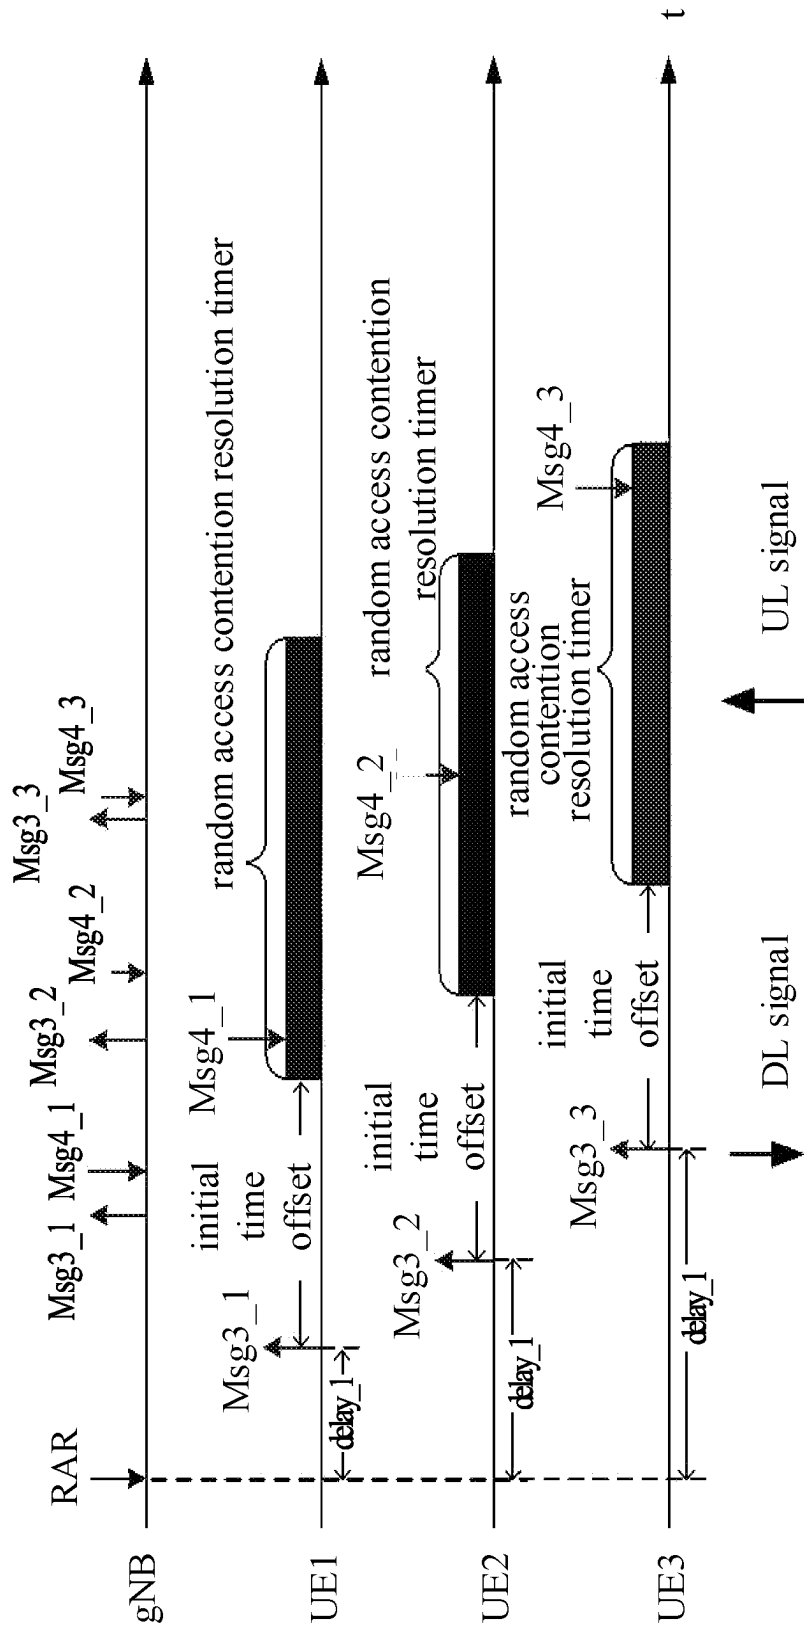 RAR
Msg3_1
Msg4_1
Msg3_2
Msg4_2
Msg3_3
Msg4_3
gNB
Msg3_1
initial
time
offset
Msg4_1
random access contention resolution timer
delay_1
UE1
Msg3_2
initial
time
offset
Msg4_2
random access contention
resolution timer
delay_1
UE2
Msg3_3
initial
time
offset
random access
contention
resolution timer
Msg4_3
delay_1
UE3
t
DL signal
UL signal